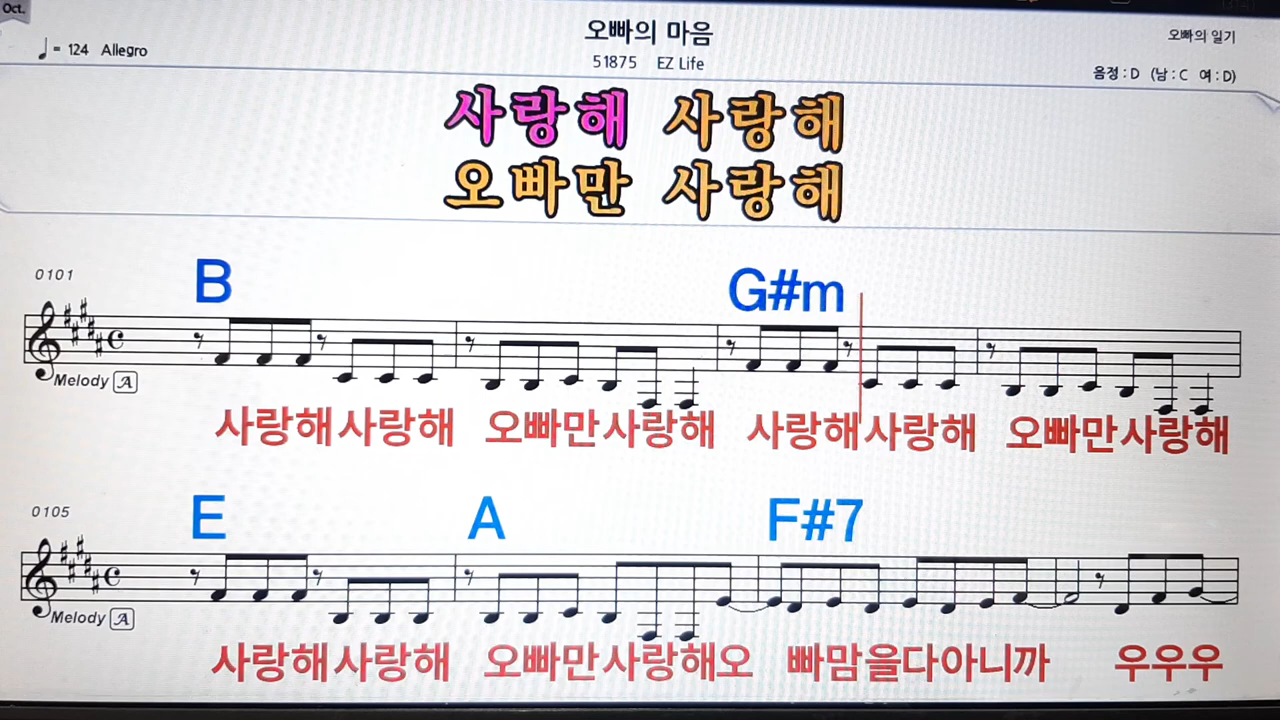 Oct.
♩= 124 Allegro
오빠의 마음
51875 EZ Life
오빠의 일기
음정 : D (남 : C 여 : D)
사랑해 사랑해
오빠만 사랑해
0101
B G#m
Melody A
사랑해 사랑해 오빠만사랑해 사랑해 사랑해 오빠만사랑해
0105
E A F#7
Melody A
사랑해 사랑해 오빠만사랑해오 빠맘을다아니까 우우우